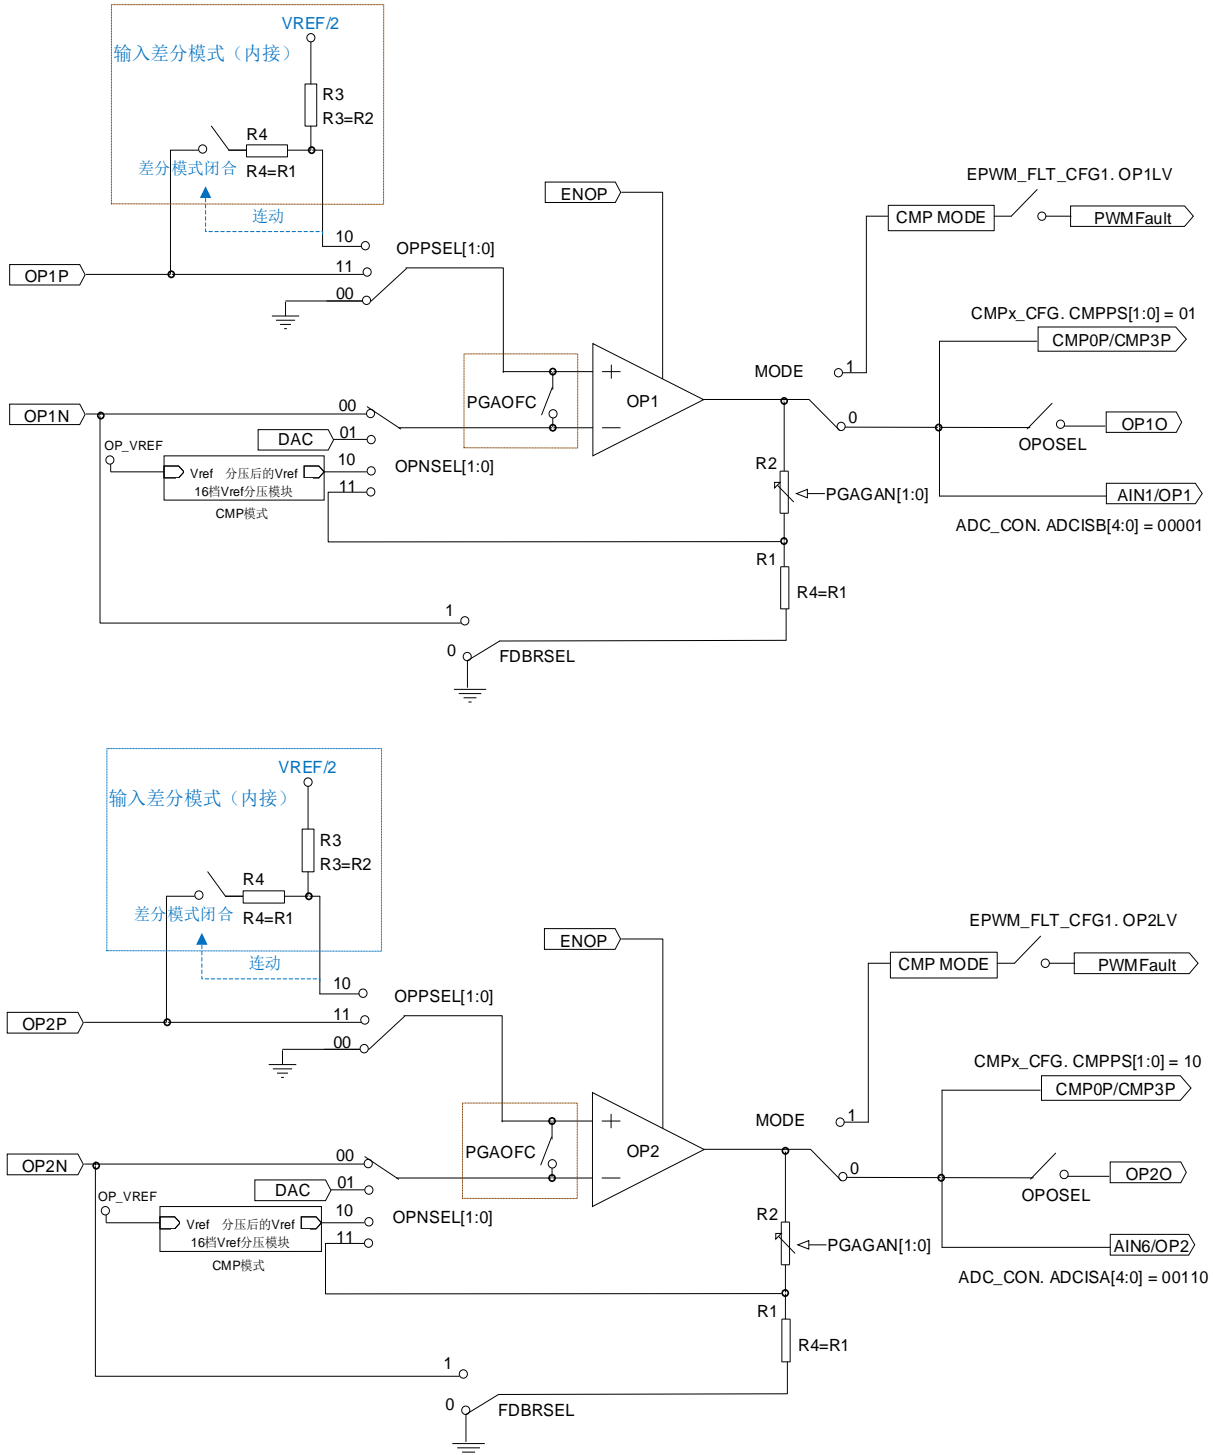 VREF/2
输入差分模式（内接）
R3
R3=R2
R4
差分模式闭合
R4=R1
连动
ENOP
EPWM_FLT_CFG1. OP1LV
CMP MODE
PWMFault
10
OPPSEL[1:0]
11
OP1P
00
CMPx_CFG. CMPPS[1:0] = 01
CMP0P/CMP3P
MODE
1
PGAOFC
OP1
00
OP1N
0
OP1O
DAC
01
OPOSEL
OP_VREF
10
OPNSEL[1:0]
R2
Vref 分压后的Vref
16档Vref分压模块
11
PGAGAN[1:0]
AIN1/OP1
CMP模式
ADC_CON. ADCISB[4:0] = 00001
R1
R4=R1
1
0
FDBRSEL
VREF/2
输入差分模式（内接）
R3
R3=R2
R4
差分模式闭合
R4=R1
连动
ENOP
EPWM_FLT_CFG1. OP2LV
CMP MODE
PWMFault
10
OPPSEL[1:0]
11
OP2P
00
CMPx_CFG. CMPPS[1:0] = 10
CMP0P/CMP3P
MODE
1
PGAOFC
OP2
00
OP2N
0
OP2O
DAC
01
OPOSEL
OP_VREF
10
OPNSEL[1:0]
R2
Vref 分压后的Vref
16档Vref分压模块
11
PGAGAN[1:0]
AIN6/OP2
CMP模式
ADC_CON. ADCISA[4:0] = 00110
R1
R4=R1
1
0
FDBRSEL